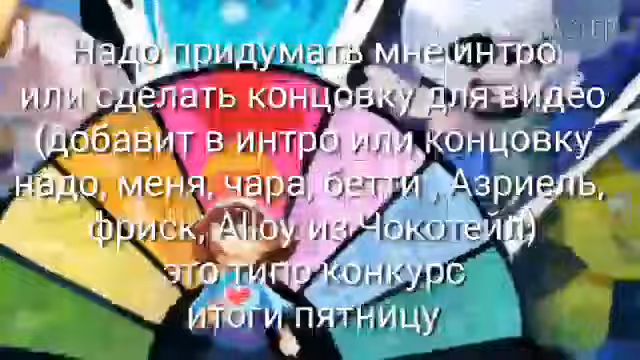 Надо придумать мне интро
или сделать концовку для видео
(добавит в интро или концовку
надо, меня, чара, бетти , Азриель,
фриск, Alloy из Чокотейл)
это типо конкурс
итоги пятницу